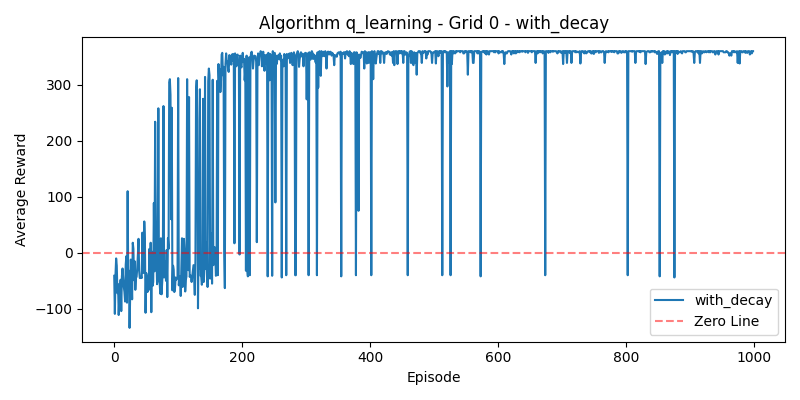 Algorithm q_learning - Grid 0 - with_decay
Average Reward
300
200
100
0
−100
0
200
400
600
800
1000
Episode
with_decay
Zero Line